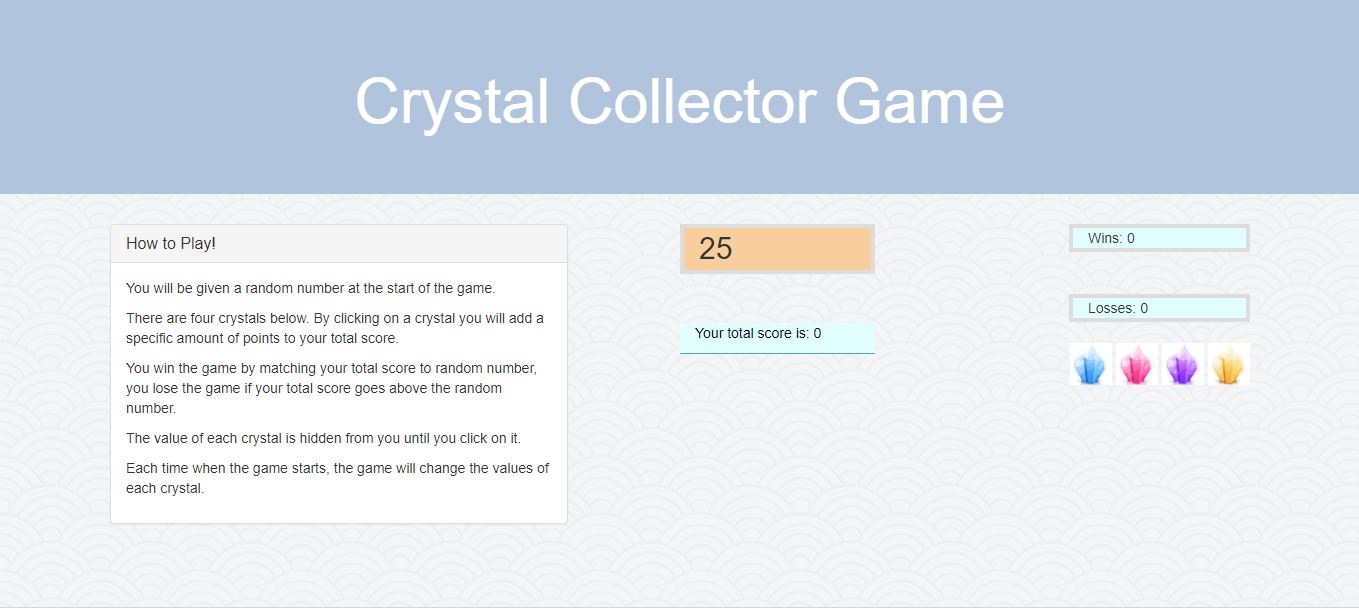 Crystal Collector Game
How to Play!
You will be given a random number at the start of the game.
There are four crystals below. By clicking on a crystal you will add a
specific amount of points to your total score.
You win the game by matching your total score to random number,
you lose the game if your total score goes above the random
number.
The value of each crystal is hidden from you until you click on it.
Each time when the game starts, the game will change the values of
each crystal.
25
Your total score is: 0
Wins: 0
Losses: 0